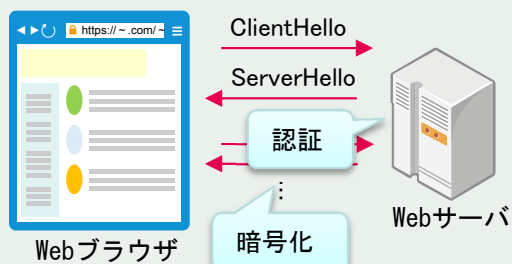 https://～.com/～
ClientHello
ServerHello
認証
⋮
暗号化
Webブラウザ
Webサーバ